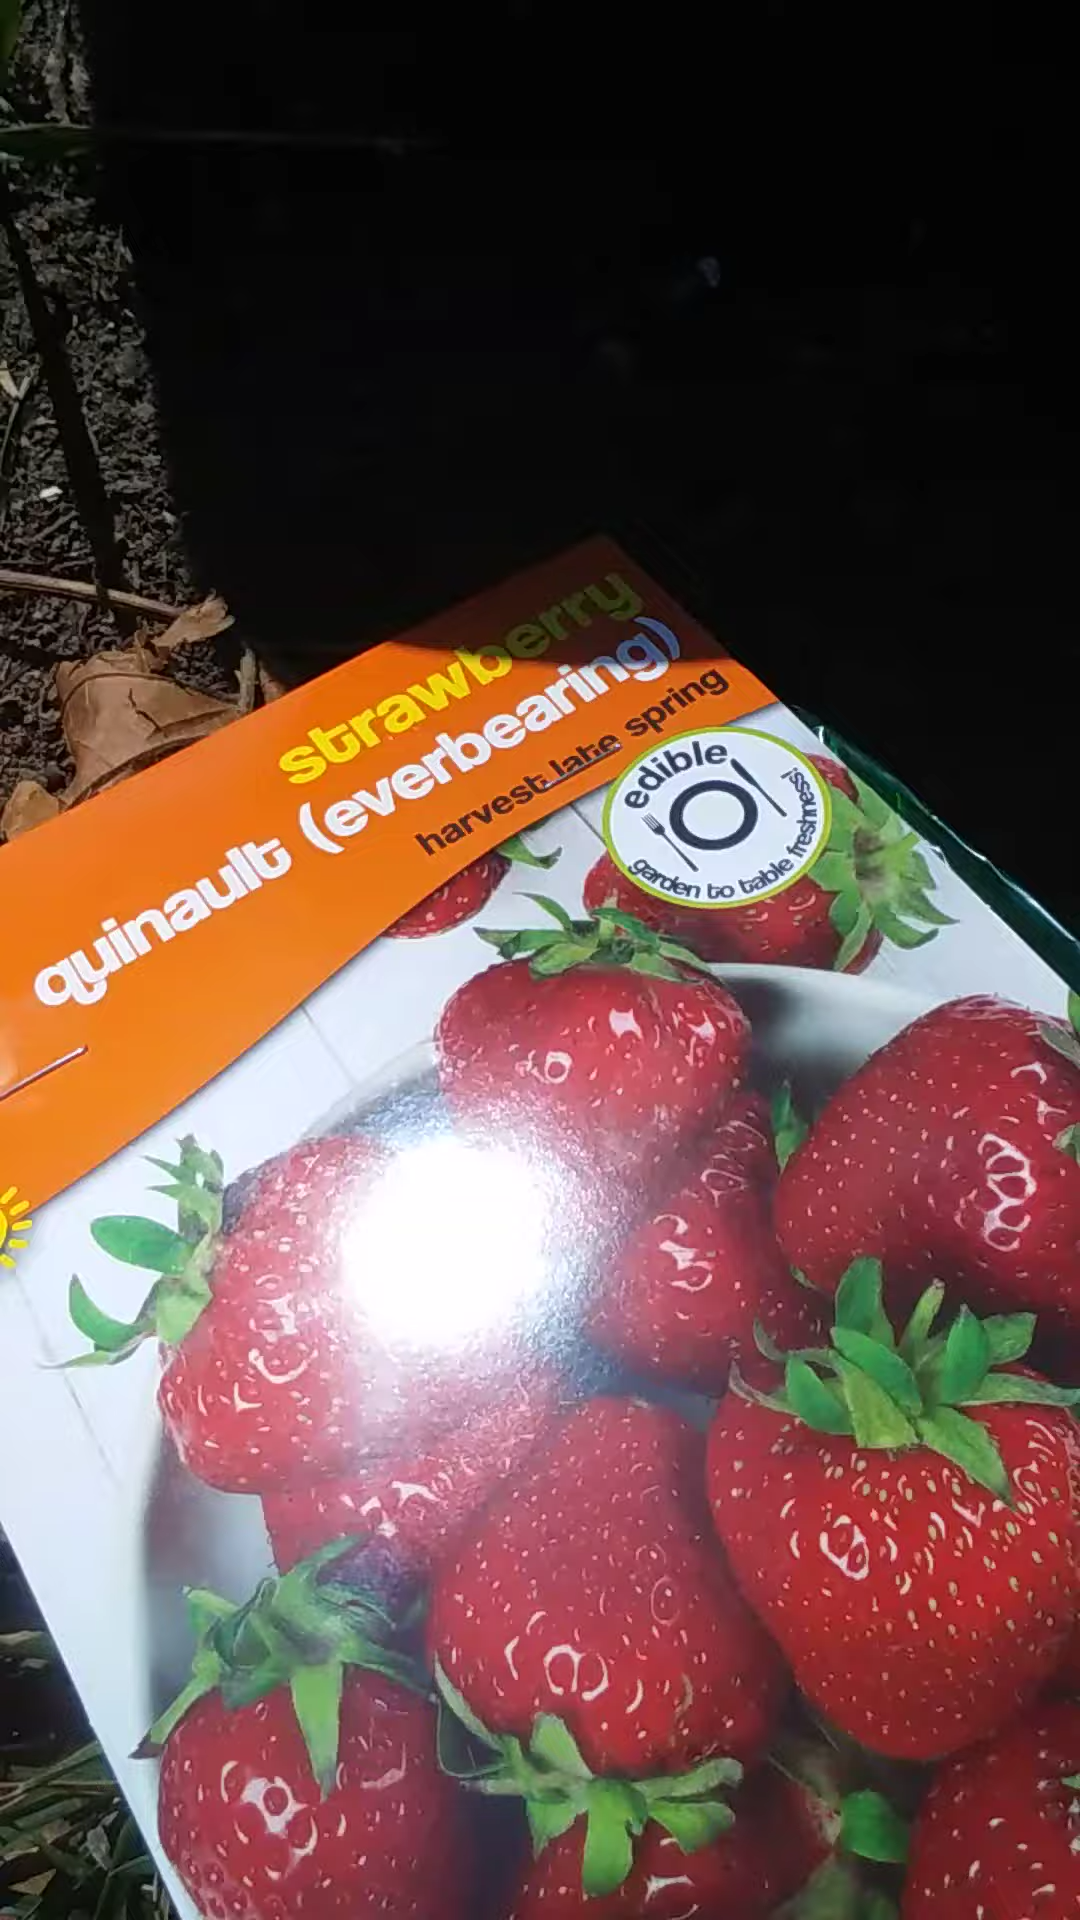 strawberry
quinault (everbearing)
harvest late spring
edible
garden to table freshness!